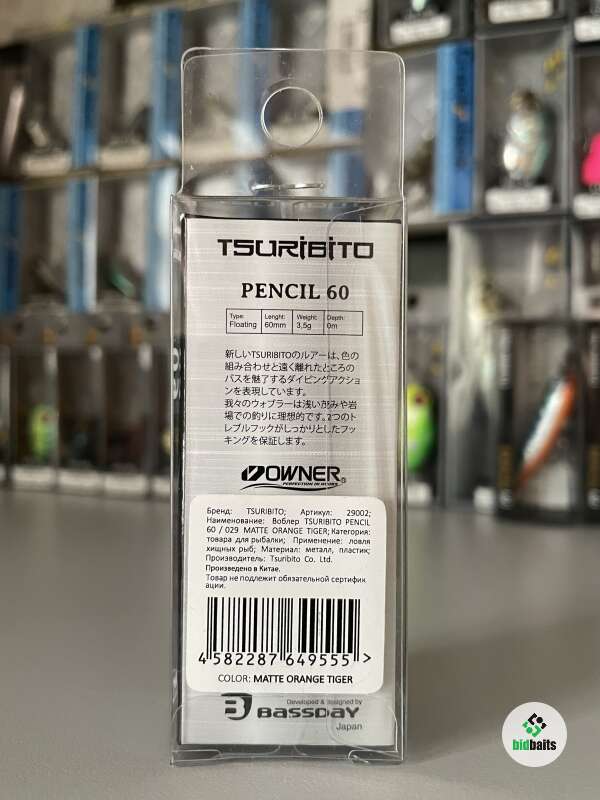 TSURIBITO
PENCIL 60
Type: Lenght: Weight: Depth:
Floating 60mm 3,5g 0m
新しいTSURIBITOのルアーは、色の
組み合わせと遠く離れたところの
バスを魅了するダイビングアクショ
ンを表現しています。
我々のウォブラーは浅い淵みや岩
場での釣りに理想的です。2つのト
レブルフックがしっかりとしたフッ
キングを保証します。
OWNER®
PERFECTION IN HOOKS
Бренд: TSURIBITO; Артикул: 29002;
Наименование: Воблер TSURIBITO PENCIL
60 / 029 MATTE ORANGE TIGER; Категория:
товара для рыбалки; Применение: ловля
хищных рыб; Материал: металл, пластик;
Производитель: Tsuribito Co. Ltd.
Произведено в Китае.
Товар не подлежит обязательной сертифик
ации.
4 582287 649555 >
COLOR: MATTE ORANGE TIGER
Developed & designed by
BASSDAY
Japan
bidbaits